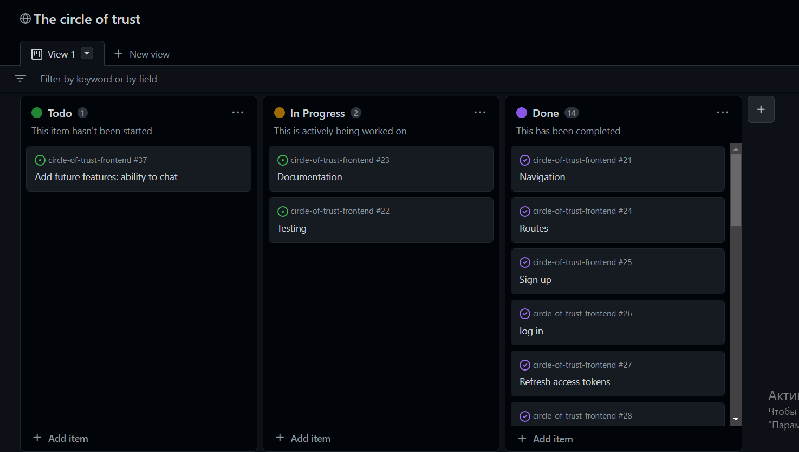 The circle of trust
View 1
New view
Filter by keyword or by field
Todo 1
This item hasn't been started
circle-of-trust-frontend #37
Add future features: ability to chat
Add item
In Progress 2
This is actively being worked on
circle-of-trust-frontend #23
Documentation
circle-of-trust-frontend #22
Testing
Add item
Done 14
This has been completed
circle-of-trust-frontend #21
Navigation
circle-of-trust-frontend #24
Routes
circle-of-trust-frontend #25
Sign up
circle-of-trust-frontend #26
log in
circle-of-trust-frontend #27
Refresh access tokens
circle-of-trust-frontend #28
Add item
Акти
Чтобы
"Парам